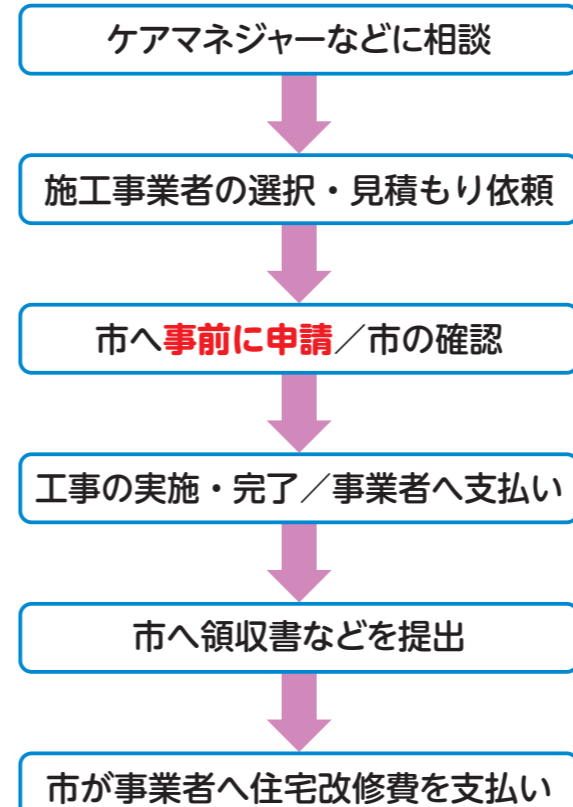 ケアマネジャーなどに相談
施工事業者の選択・見積もり依頼
市へ事前に申請／市の確認
工事の実施・完了／事業者へ支払い
市へ領収書などを提出
市が事業者へ住宅改修費を支払い